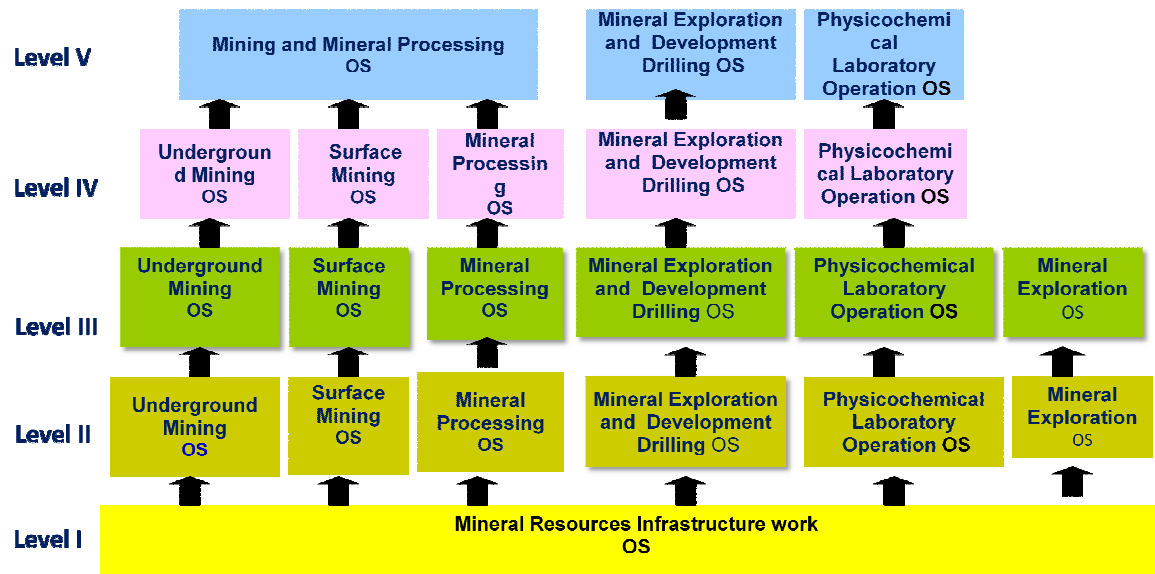 Level V
Mining and Mineral Processing
OS
Mineral Exploration
and Development
Drilling OS
Physicochemi
cal
Laboratory
Operation OS
Level IV
Undergroun
d Mining
OS
Surface
Mining
OS
Mineral
Processin
g
OS
Mineral Exploration
and Development
Drilling OS
Physicochemi
cal Laboratory
Operation OS
Level III
Underground
Mining
OS
Surface
Mining
OS
Mineral
Processing
OS
Mineral Exploration
and Development
Drilling OS
Physicochemical
Laboratory
Operation OS
Mineral
Exploration
OS
Level II
Underground
Mining
OS
Surface
Mining
OS
Mineral
Processing
OS
Mineral Exploration
and Development
Drilling OS
Physicochemical
Laboratory
Operation OS
Mineral
Exploration
OS
Level I
Mineral Resources Infrastructure work
OS